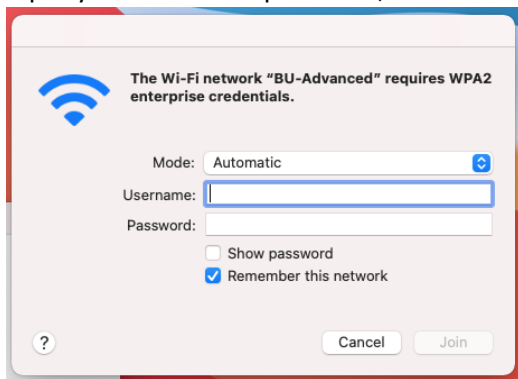 The Wi-Fi network “BU-Advanced” requires WPA2
enterprise credentials.
Mode: Automatic
Username:
Password:
Show password
Remember this network
? Cancel Join